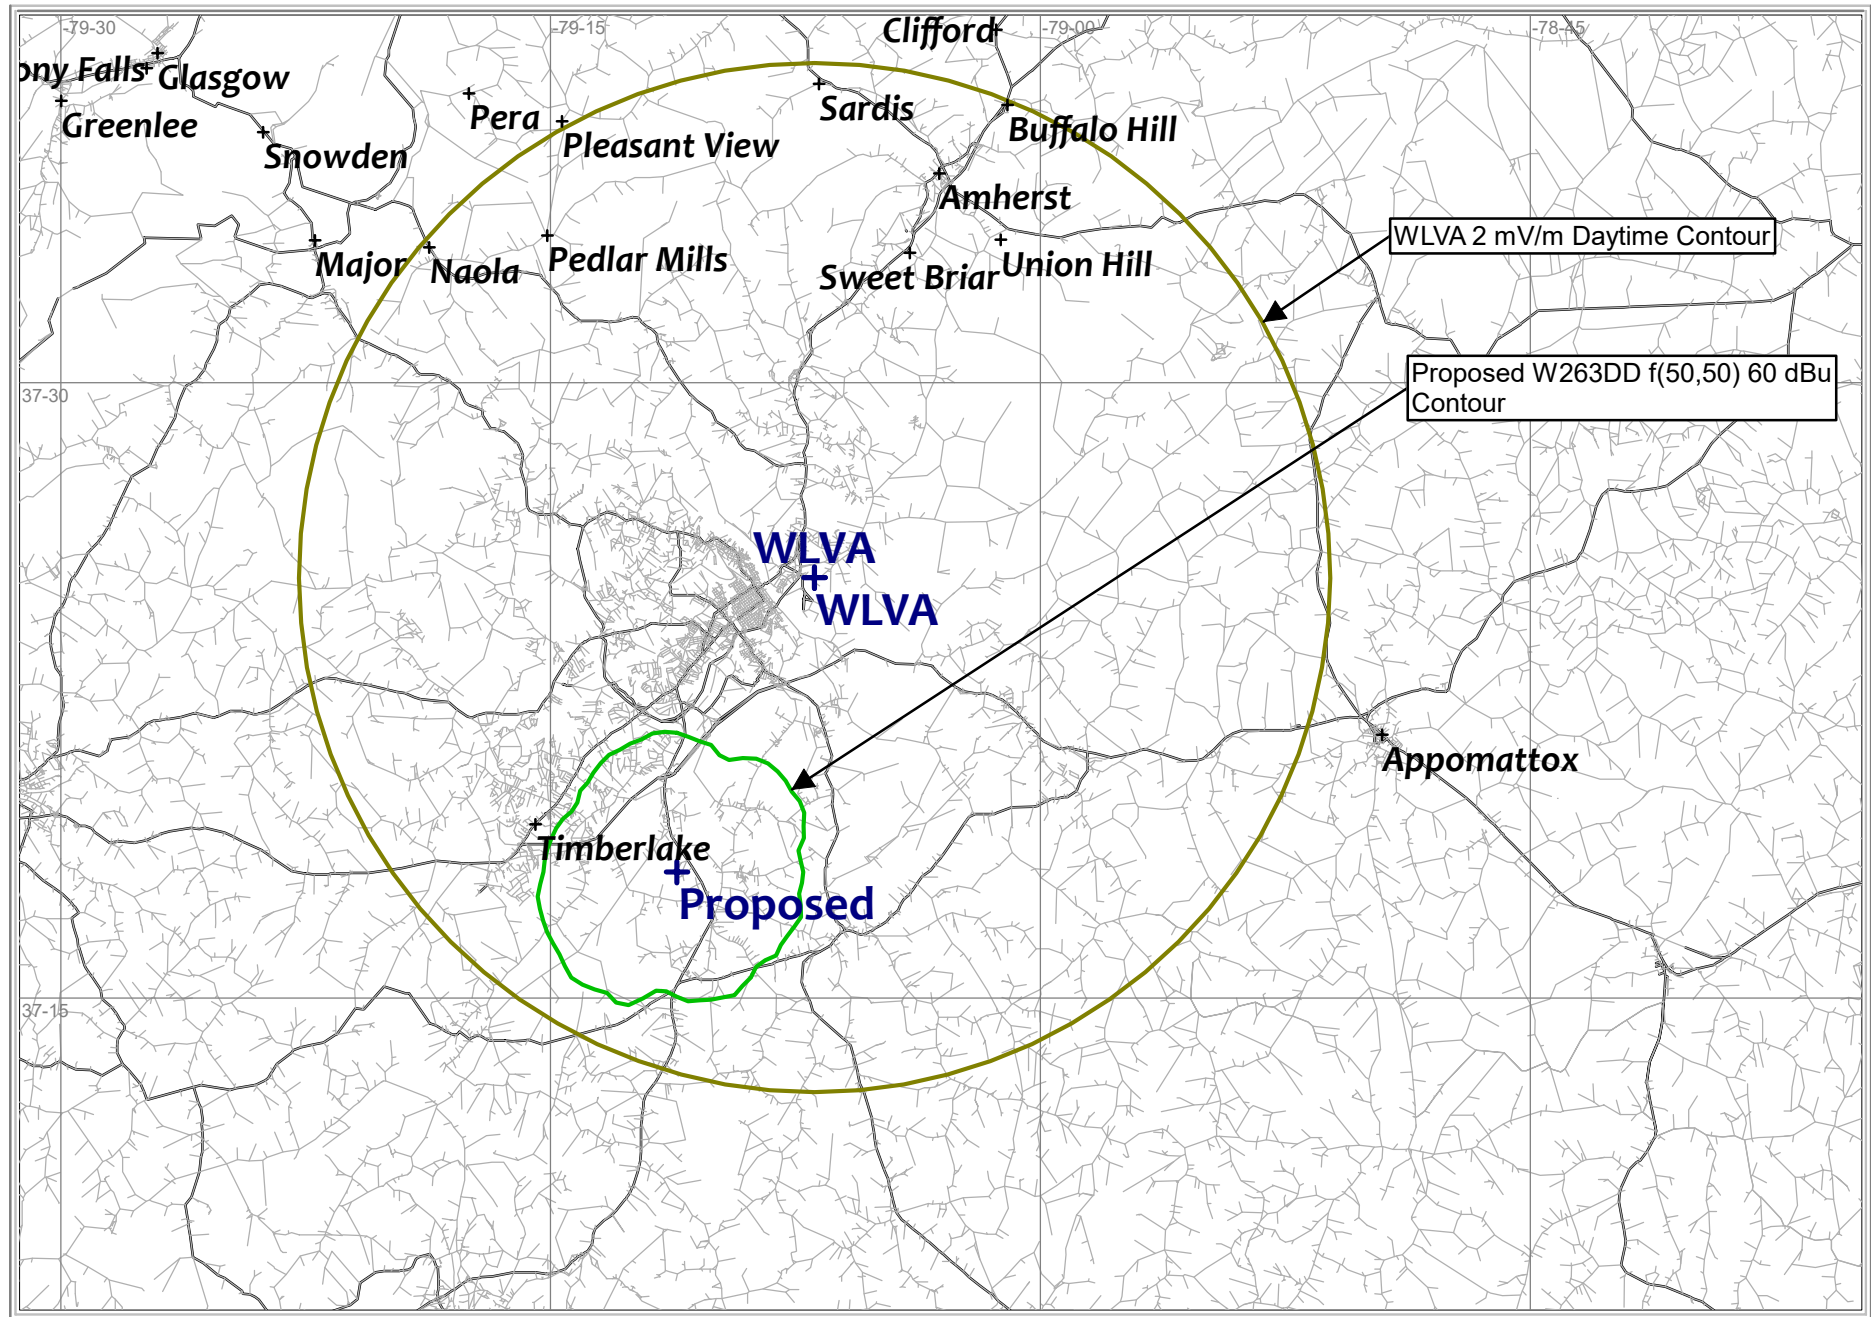 -79-30
-79-15
Clifford
-79-00
-78-45
ony Falls
Glasgow
Greenlee
Pera
Sardis
Snowden
Pleasant View
Buffalo Hill
Amherst
Major
Naola
Pedlar Mills
Sweet Briar
Union Hill
WLVA 2 mV/m Daytime Contour
37-30
Proposed W263DD f(50,50) 60 dBu
Contour
WLVA
WLVA
Appomattox
Timberlake
Proposed
37-15